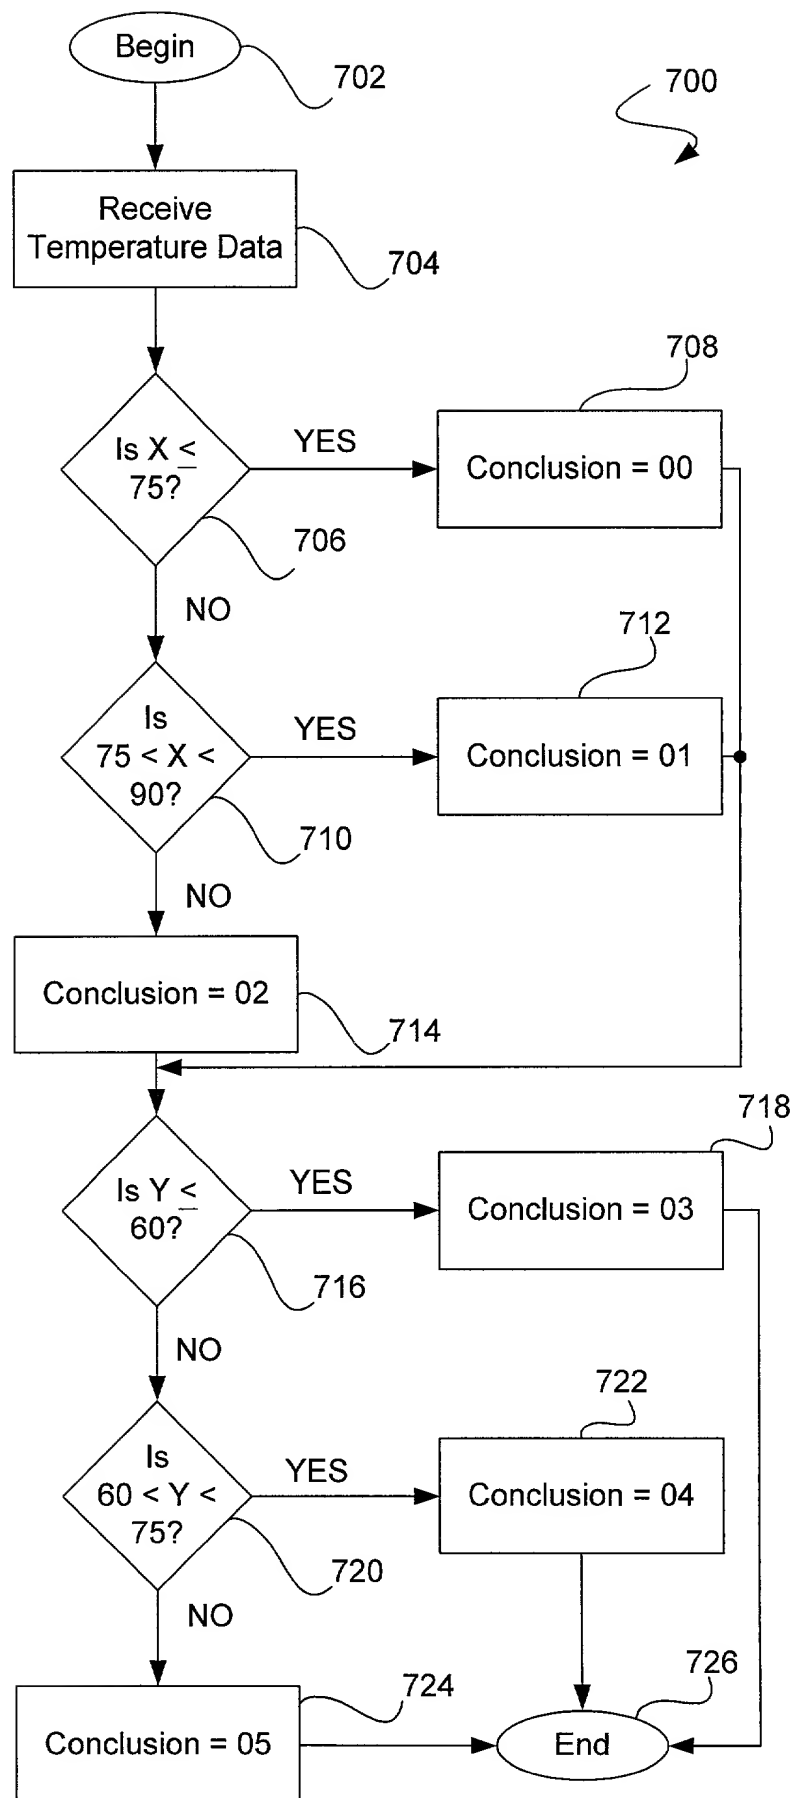 Begin
702
700
Receive
Temperature Data
704
708
Is X ≤
75?
YES
Conclusion = 00
706
NO
712
Is
75 < X <
90?
YES
Conclusion = 01
710
NO
Conclusion = 02
714
718
Is Y ≤
60?
YES
Conclusion = 03
716
NO
722
Is
60 < Y <
75?
YES
Conclusion = 04
720
NO
724
726
Conclusion = 05
End